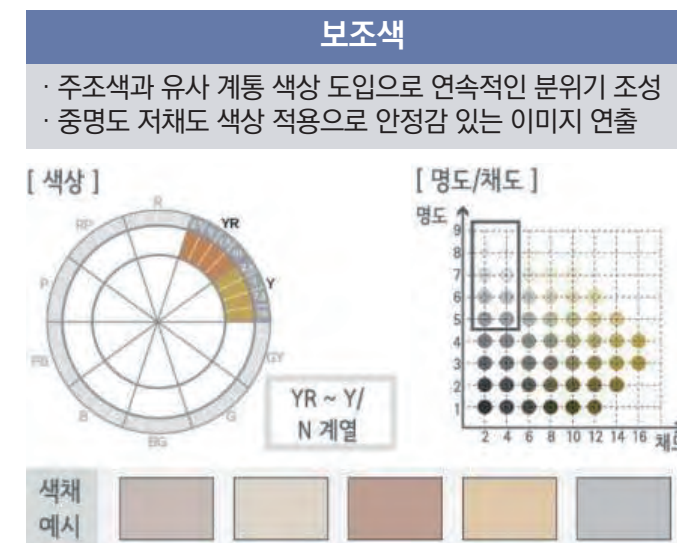 보조색
· 주조색과 유사 계통 색상 도입으로 연속적인 분위기 조성
· 중명도 저채도 색상 적용으로 안정감 있는 이미지 연출
[ 색상 ]
[ 명도/채도 ]
R
YR
Y
GY
G
BG
B
PB
P
RP
YR ~ Y/
N 계열
명도
9
8
7
6
5
4
3
2
1
2 4 6 8 10 12 14 16
색채
예시